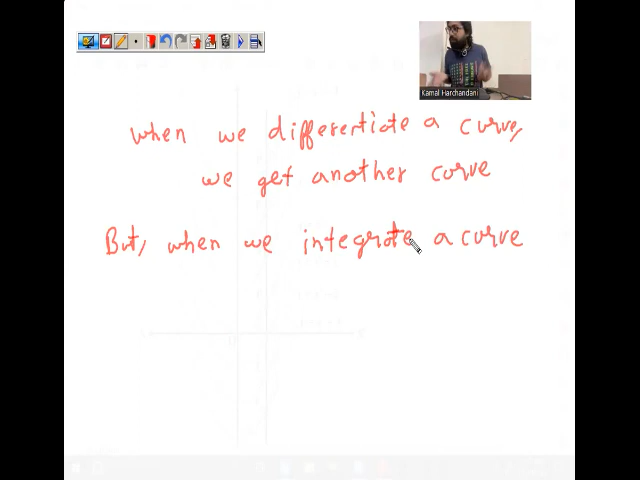 Kamal Harchandani
when we differentiate a curve,
we get another curve
But, when we integrate a curve